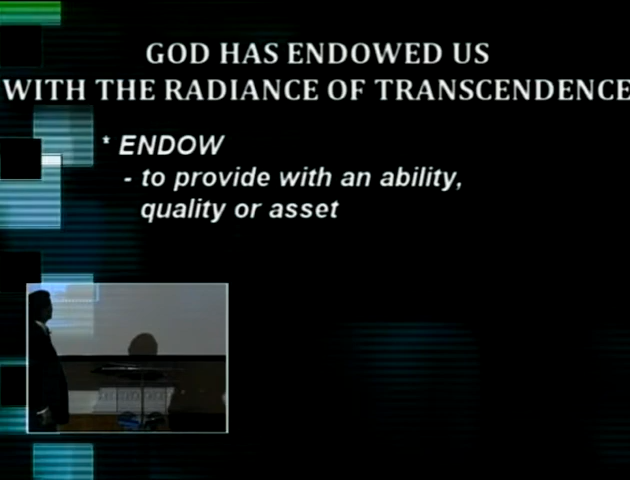 GOD HAS ENDOWED US
WITH THE RADIANCE OF TRANSCENDENCE
* ENDOW
- to provide with an ability,
quality or asset